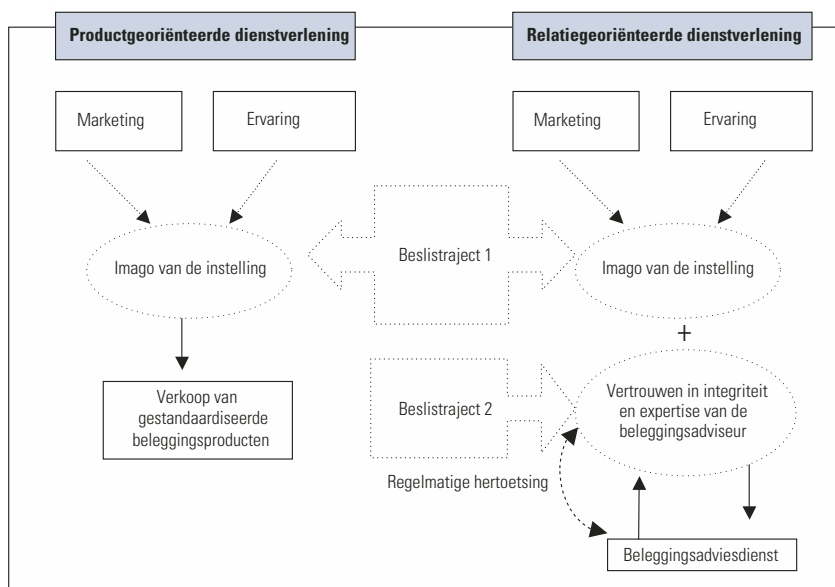 Productgeoriënteerde dienstverlening
Relatiegeoriënteerde dienstverlening
Marketing
Ervaring
Marketing
Ervaring
Imago van de instelling
Beslistraject 1
Imago van de instelling
+
Verkoop van
gestandaardiseerde
beleggingsproducten
Beslistraject 2
Vertrouwen in integriteit
en expertise van de
beleggingsadviseur
Regelmatige hertoetsing
Beleggingsadviesdienst